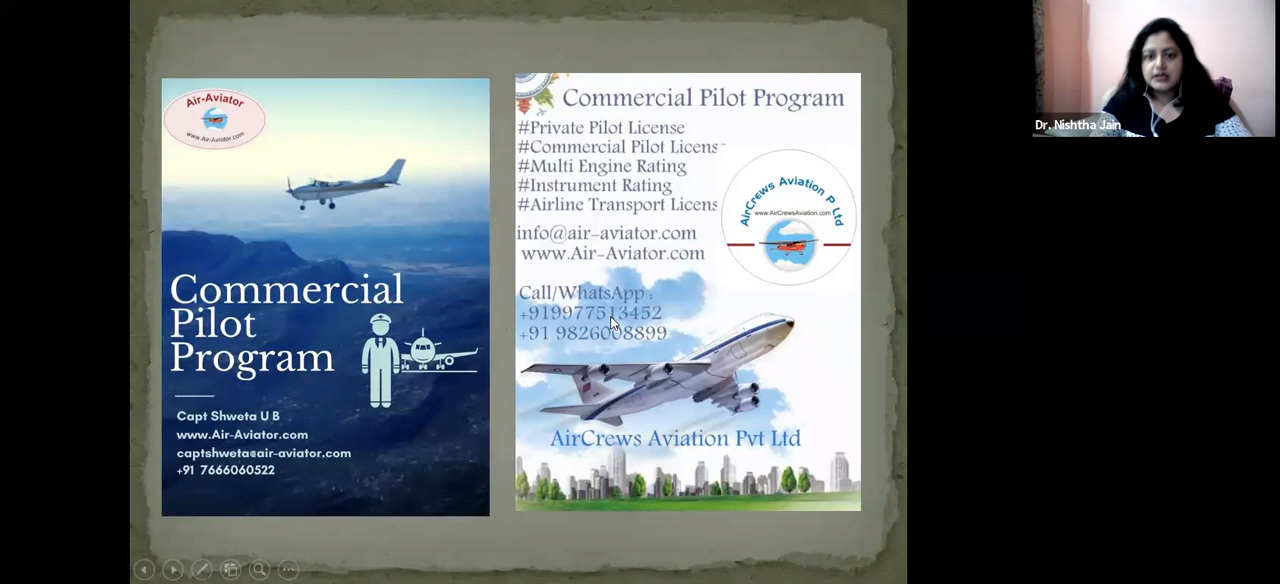 Air-Aviator
www.Air-Aviator.com
Commercial
Pilot
Program
Capt Shweta U B
www.Air-Aviator.com
captshweta@air-aviator.com
+91 7666060522
Commercial Pilot Program
#Private Pilot License
#Commercial Pilot License
#Multi Engine Rating
#Instrument Rating
#Airline Transport Licens
info@air-aviator.com
www.Air-Aviator.com
Call/WhatsApp :
+919977513452
+91 9826008899
AirCrews Aviation P Ltd
www.AirCrewsAviation.com
AirCrews Aviation Pvt Ltd
Dr. Nishtha Jain